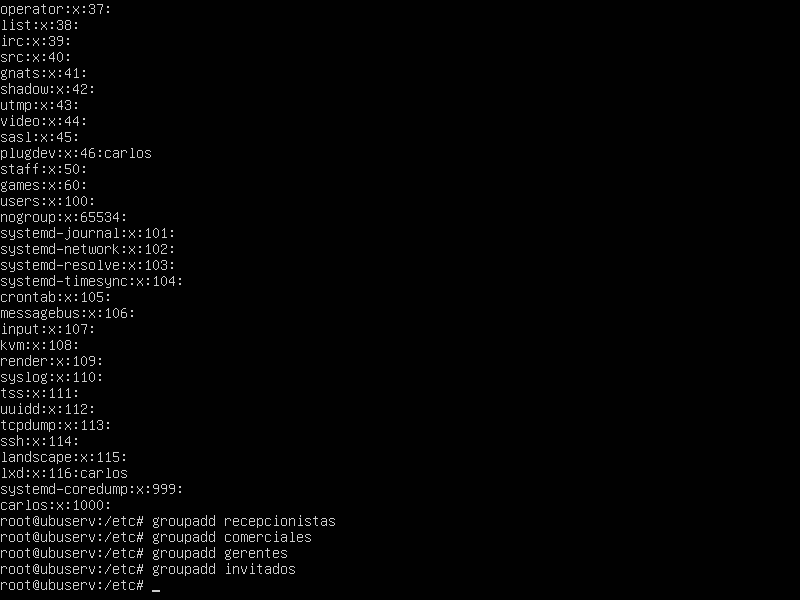 operator:x:37:
list:x:38:
irc:x:39:
src:x:40:
gnats:x:41:
shadow:x:42:
utmp:x:43:
video:x:44:
sasl:x:45:
plugdev:x:46:carlos
staff:x:50:
games:x:60:
users:x:100:
nogroup:x:65534:
systemd-journal:x:101:
systemd-network:x:102:
systemd-resolve:x:103:
systemd-timesync:x:104:
crontab:x:105:
messagebus:x:106:
input:x:107:
kvm:x:108:
render:x:109:
syslog:x:110:
tss:x:111:
uuidd:x:112:
tcpdump:x:113:
ssh:x:114:
landscape:x:115:
lxd:x:116:carlos
systemd-coredump:x:999:
carlos:x:1000:
root@ubuserv:/etc# groupadd recepcionistas
root@ubuserv:/etc# groupadd comerciales
root@ubuserv:/etc# groupadd gerentes
root@ubuserv:/etc# groupadd invitados
root@ubuserv:/etc# _